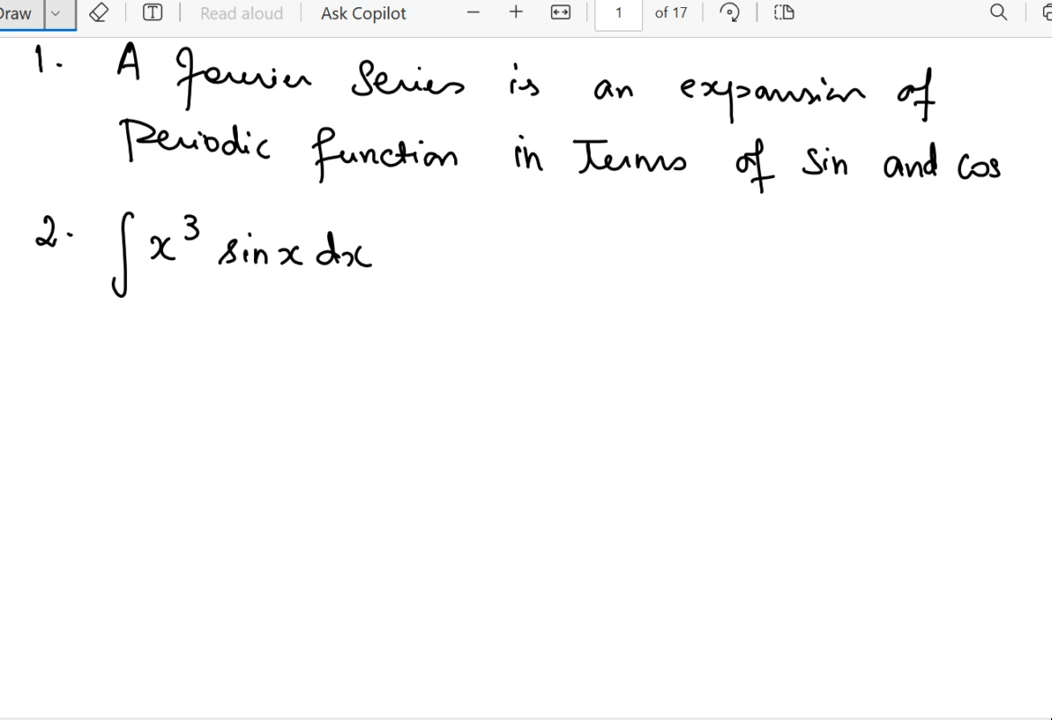 Draw Read aloud Ask Copilot 1 of 17
1. A Fourier Series is an expansion of
Periodic function in Terms of sin and cos
2. ∫ x³ sin x dx